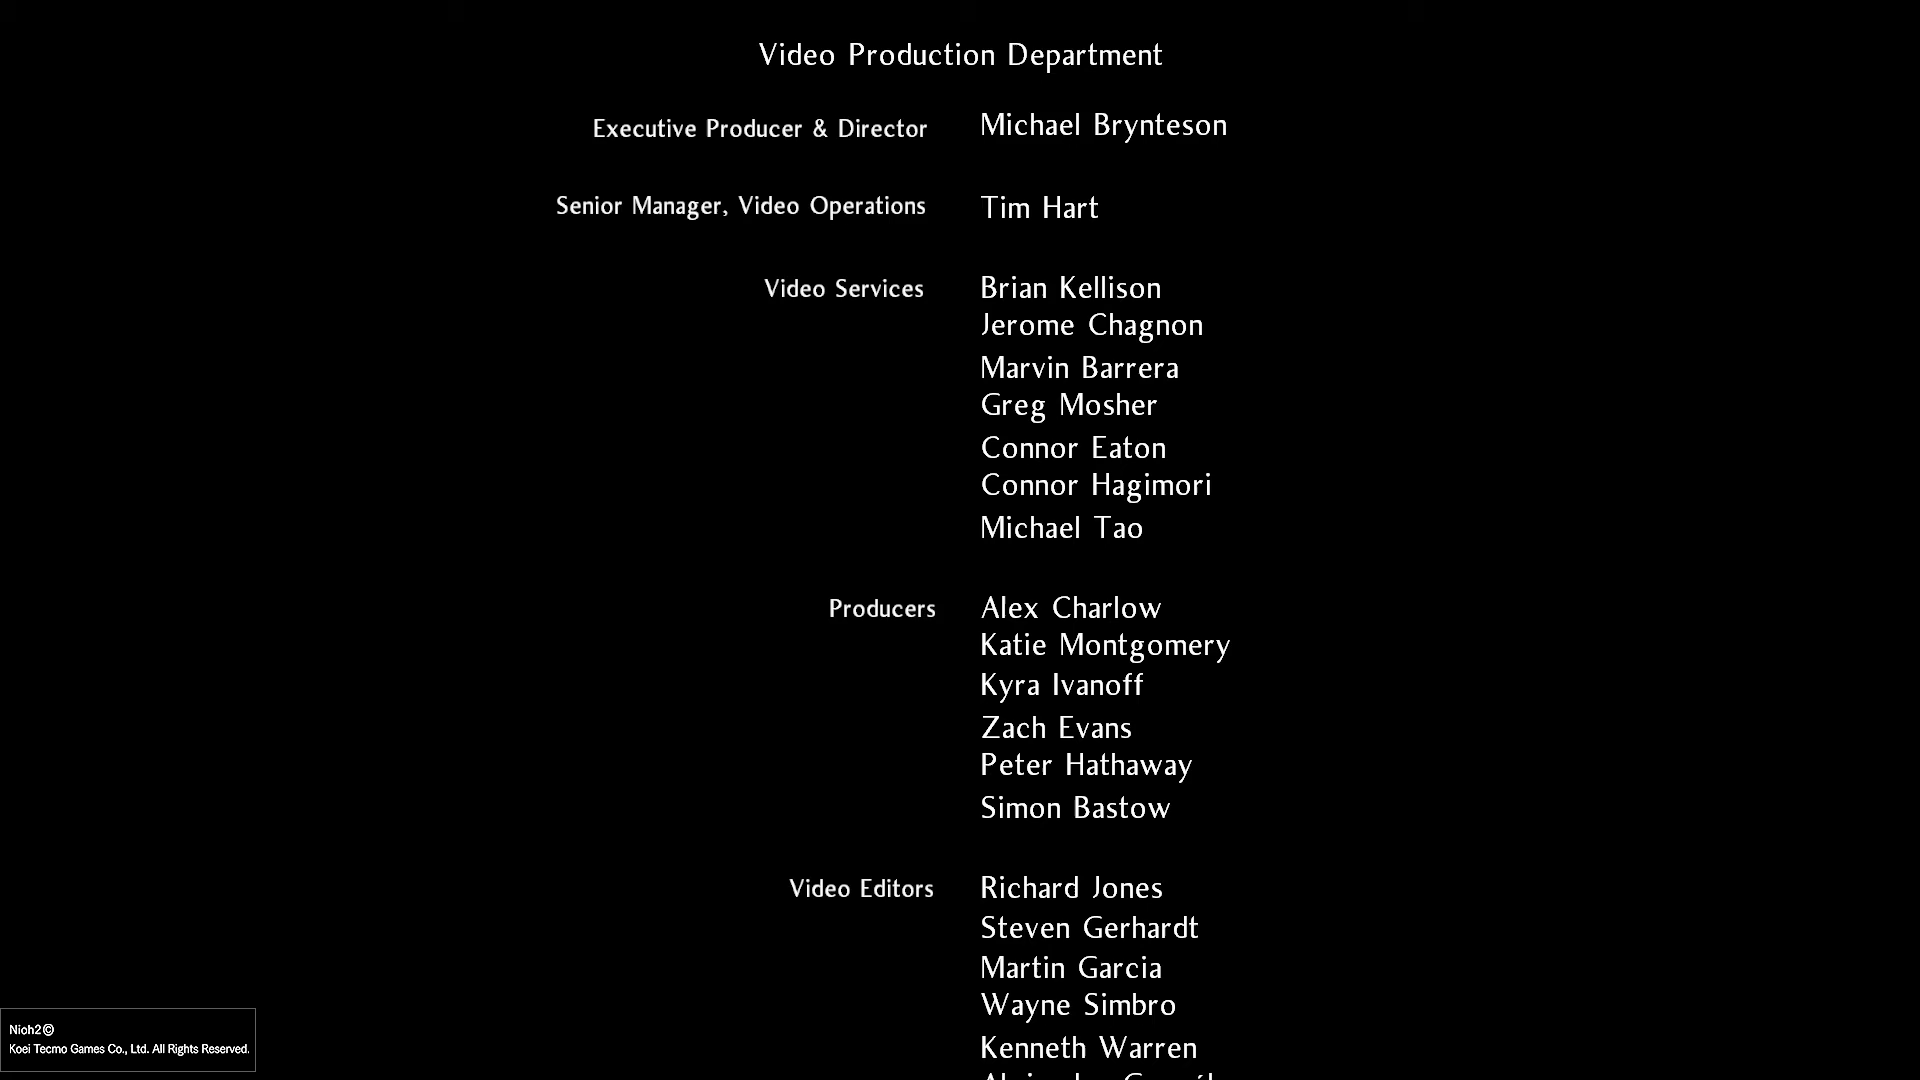 Video Production Department
Executive Producer & Director Michael Brynteson
Senior Manager, Video Operations Tim Hart
Video Services Brian Kellison
Jerome Chagnon
Marvin Barrera
Greg Mosher
Connor Eaton
Connor Hagimori
Michael Tao
Producers Alex Charlow
Katie Montgomery
Kyra Ivanoff
Zach Evans
Peter Hathaway
Simon Bastow
Video Editors Richard Jones
Steven Gerhardt
Martin Garcia
Wayne Simbro
Kenneth Warren
Nioh2©
Koei Tecmo Games Co., Ltd. All Rights Reserved.